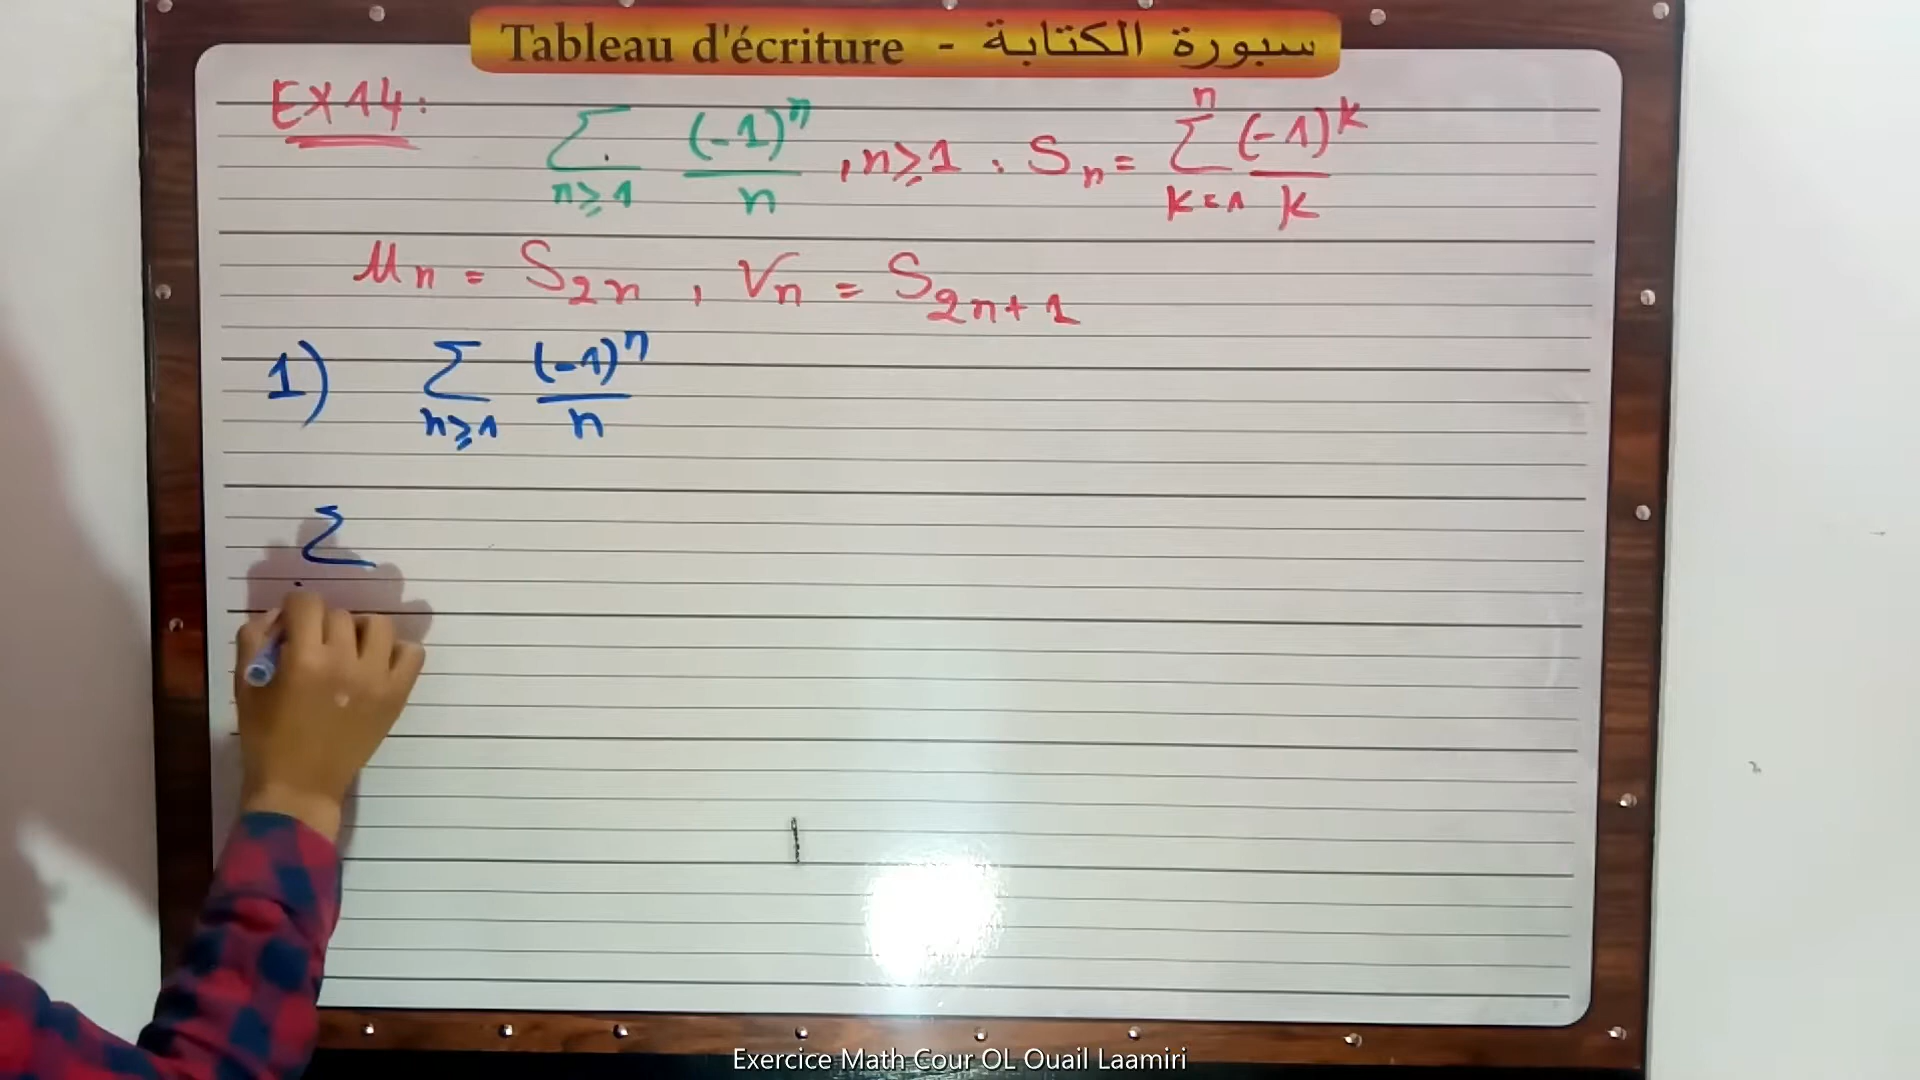 Tableau d'écriture - سبورة الكتابة
EX14: ∑_{n≥1} (-1)^n / n , n≥1 . S_n = ∑_{k=1}^{n} (-1)^k / k
U_n = S_{2n} , V_n = S_{2n+1}
1) ∑_{n≥1} (-1)^n / n
∑
Exercice Math Cour OL Ouail Laamiri